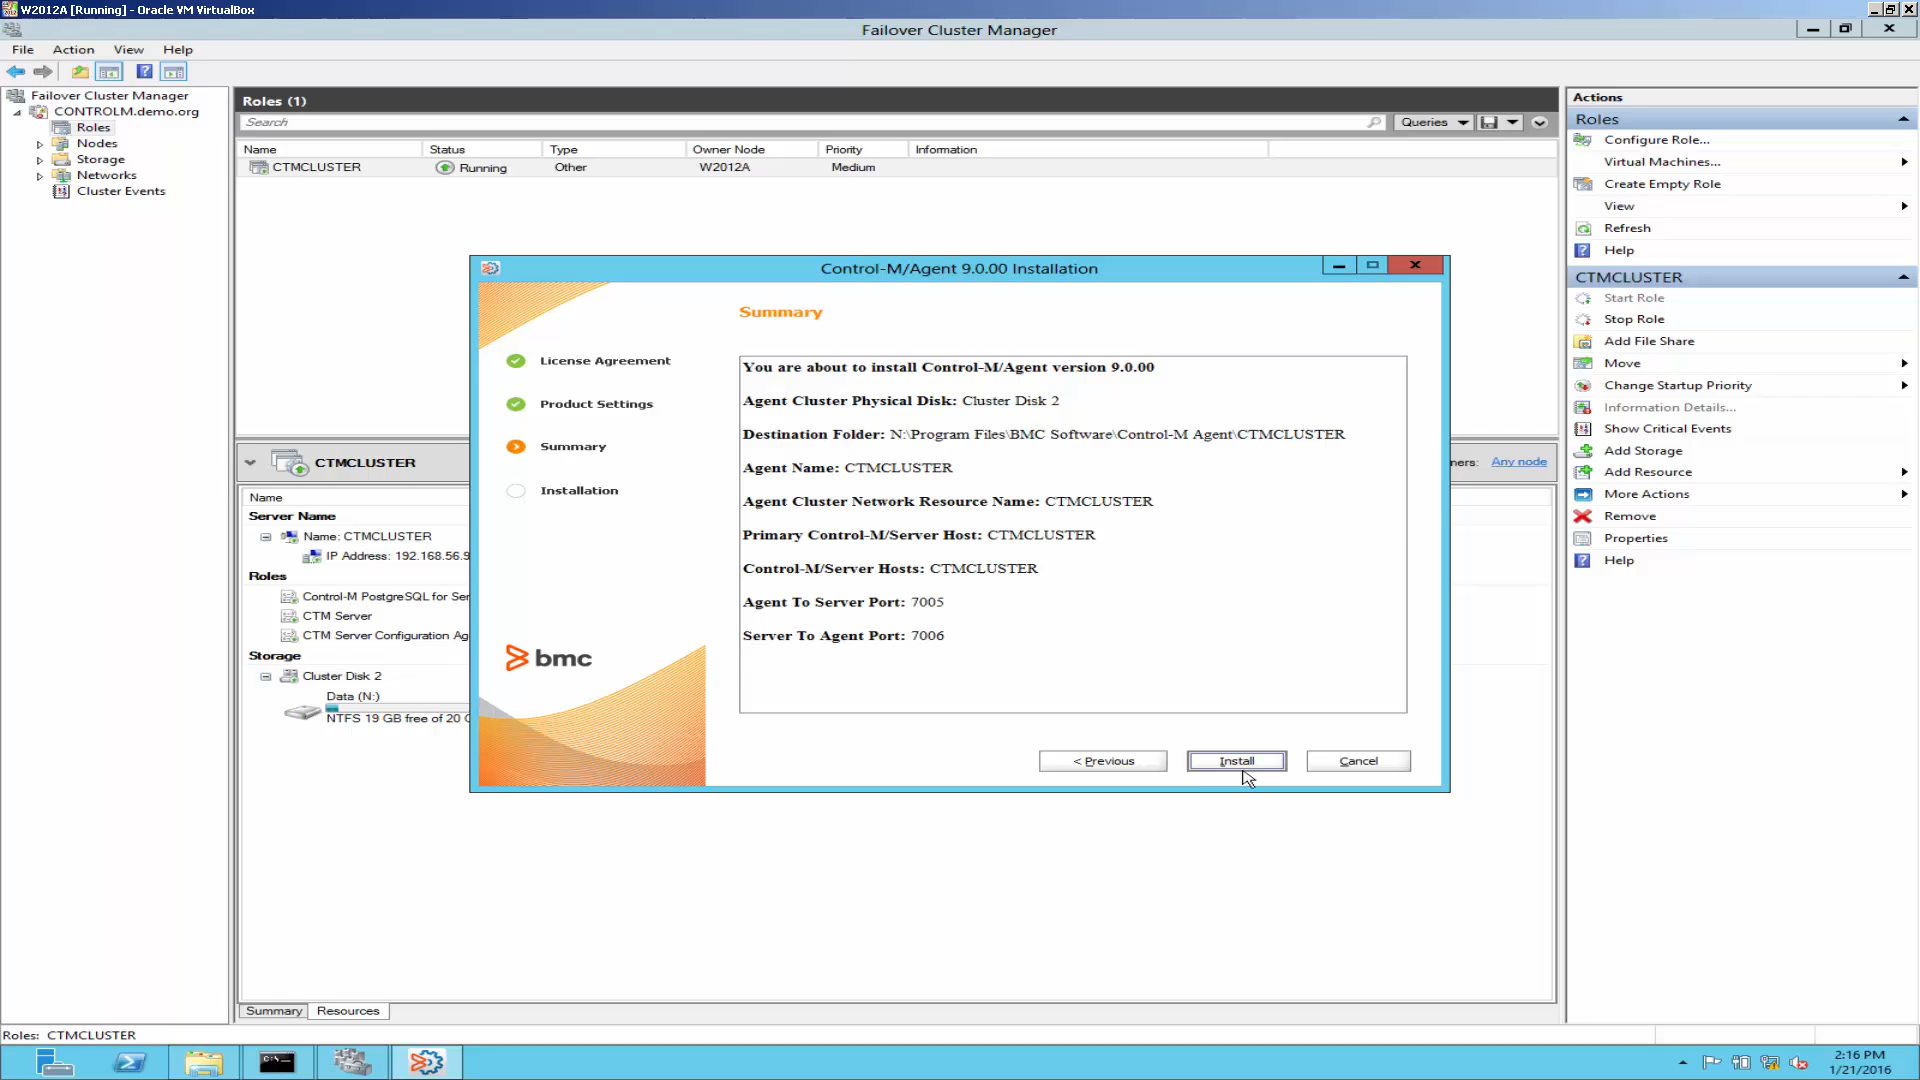 W2012A [Running] - Oracle VM VirtualBox
Failover Cluster Manager
File Action View Help
Failover Cluster Manager
CONTROLM.demo.org
Roles
Nodes
Storage
Networks
Cluster Events
Roles (1)
Search
Queries
Name Status Type Owner Node Priority Information
CTMCLUSTER Running Other W2012A Medium
CTMCLUSTER
Any node
Name
Server Name
Name: CTMCLUSTER
IP Address: 192.168.56.9
Roles
Control-M PostgreSQL for Ser
CTM Server
CTM Server Configuration Ag
Storage
Cluster Disk 2
Data (N:)
NTFS 19 GB free of 20 G
Summary Resources
Control-M/Agent 9.0.00 Installation
License Agreement
Product Settings
Summary
Installation
bmc
Summary
You are about to install Control-M/Agent version 9.0.00
Agent Cluster Physical Disk: Cluster Disk 2
Destination Folder: N:\Program Files\BMC Software\Control-M Agent\CTMCLUSTER
Agent Name: CTMCLUSTER
Agent Cluster Network Resource Name: CTMCLUSTER
Primary Control-M/Server Host: CTMCLUSTER
Control-M/Server Hosts: CTMCLUSTER
Agent To Server Port: 7005
Server To Agent Port: 7006
< Previous Install Cancel
Actions
Roles
Configure Role...
Virtual Machines...
Create Empty Role
View
Refresh
Help
CTMCLUSTER
Start Role
Stop Role
Add File Share
Move
Change Startup Priority
Information Details...
Show Critical Events
Add Storage
Add Resource
More Actions
Remove
Properties
Help
Roles: CTMCLUSTER
2:16 PM
1/21/2016